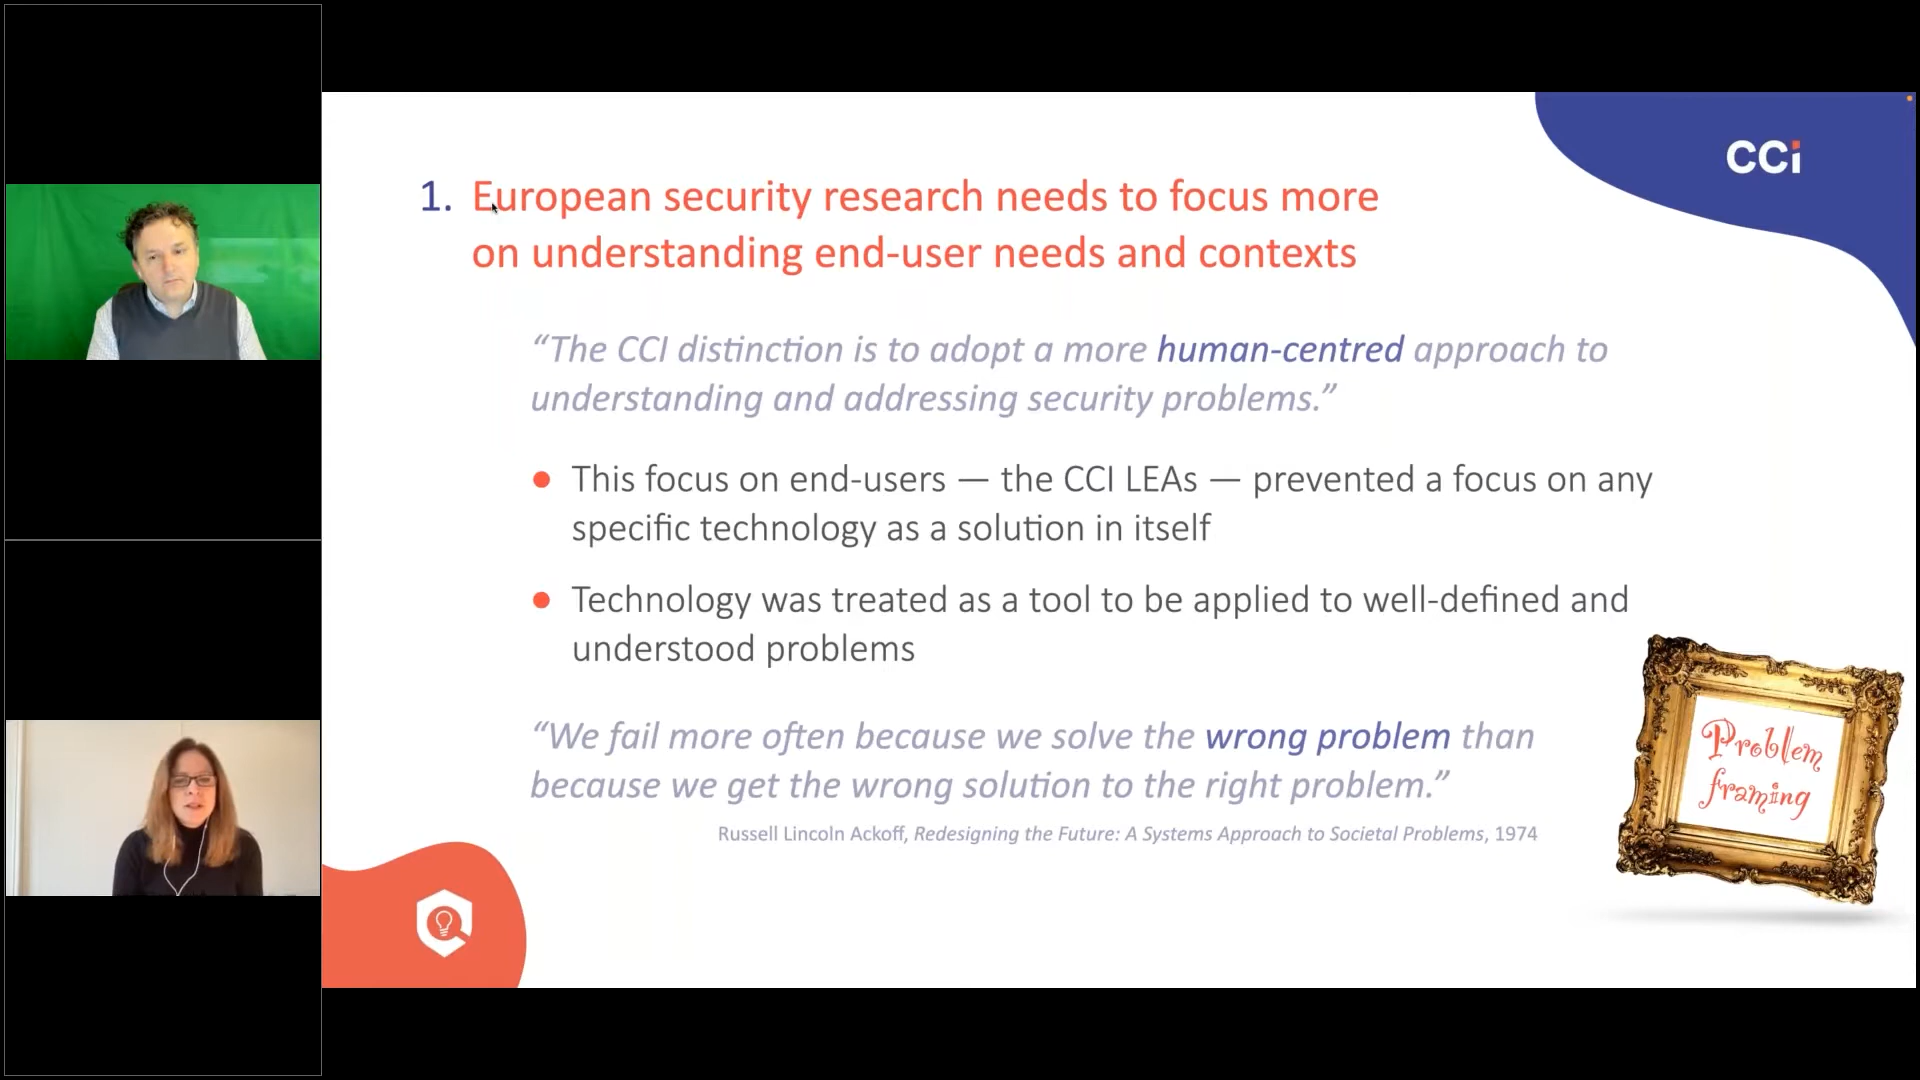 CCi
1. European security research needs to focus more
on understanding end-user needs and contexts
“The CCI distinction is to adopt a more human-centred approach to
understanding and addressing security problems.”
● This focus on end-users — the CCI LEAs — prevented a focus on any
specific technology as a solution in itself
● Technology was treated as a tool to be applied to well-defined and
understood problems
“We fail more often because we solve the wrong problem than
because we get the wrong solution to the right problem.”
Russell Lincoln Ackoff, Redesigning the Future: A Systems Approach to Societal Problems, 1974
Problem
framing